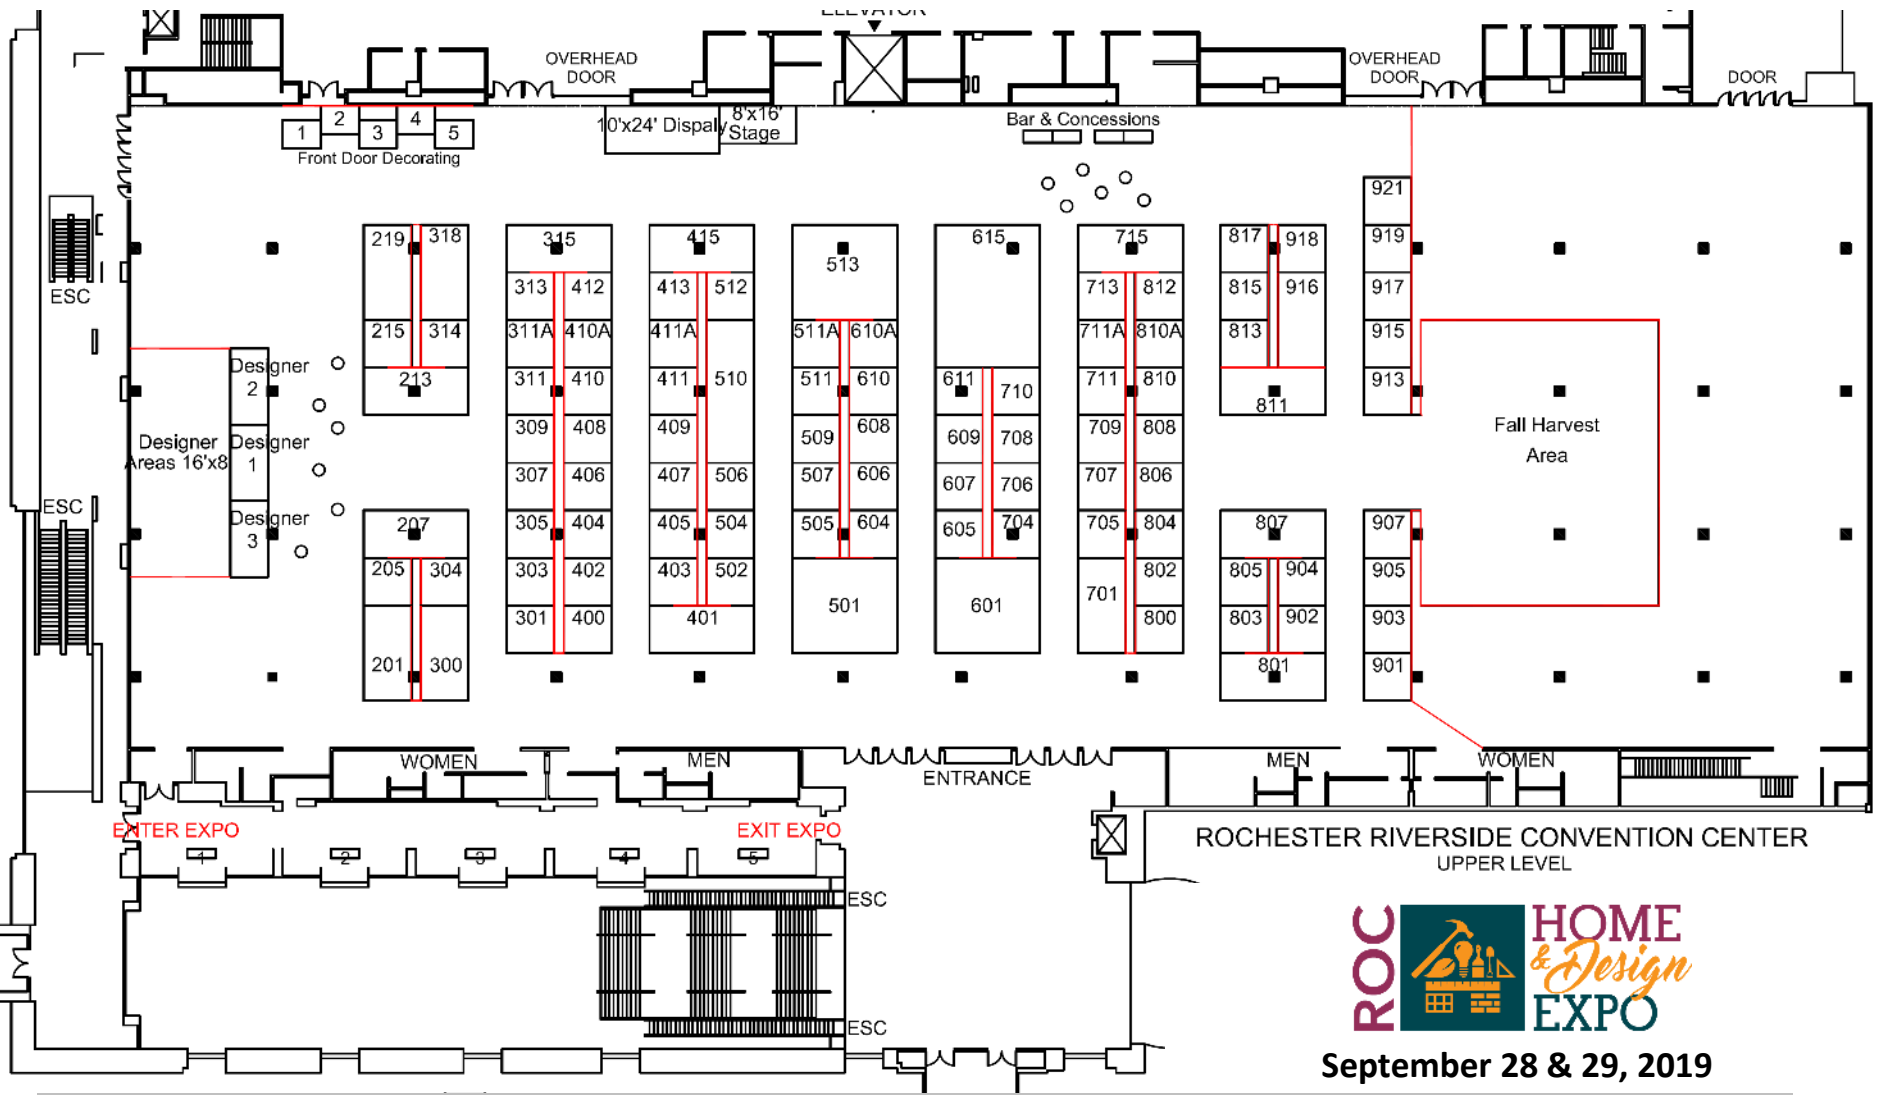 ELEVATOR
OVERHEAD
DOOR
OVERHEAD
DOOR
DOOR
1
2
3
4
5
Front Door Decorating
10'x24' Dispaly
8'x16'
Stage
Bar & Concessions
921
219 318
315
415
513
615
715
817 918
919
ESC
313 412
413 512
713 812
815 916
917
215 314
311A 410A
411A
511A 610A
711A 810A
813
915
213
311 410
411 510
511 610
611 710
711 810
811
913
Designer
2
Designer
Areas 16'x8
Designer
1
Designer
3
309 408
409
509 608
609 708
709 808
Fall Harvest
Area
307 406
407 506
507 606
607 706
707 806
ESC
207
305 404
405 504
505 604
605 704
705 804
807
907
205 304
303 402
403 502
501
601
701
802
805 904
905
301 400
401
800
803 902
903
201 300
801
901
WOMEN
MEN
ENTRANCE
MEN
WOMEN
ENTER EXPO
EXIT EXPO
1
2
3
4
5
ESC
ESC
ROCHESTER RIVERSIDE CONVENTION CENTER
UPPER LEVEL
ROC
HOME
& Design
EXPO
September 28 & 29, 2019